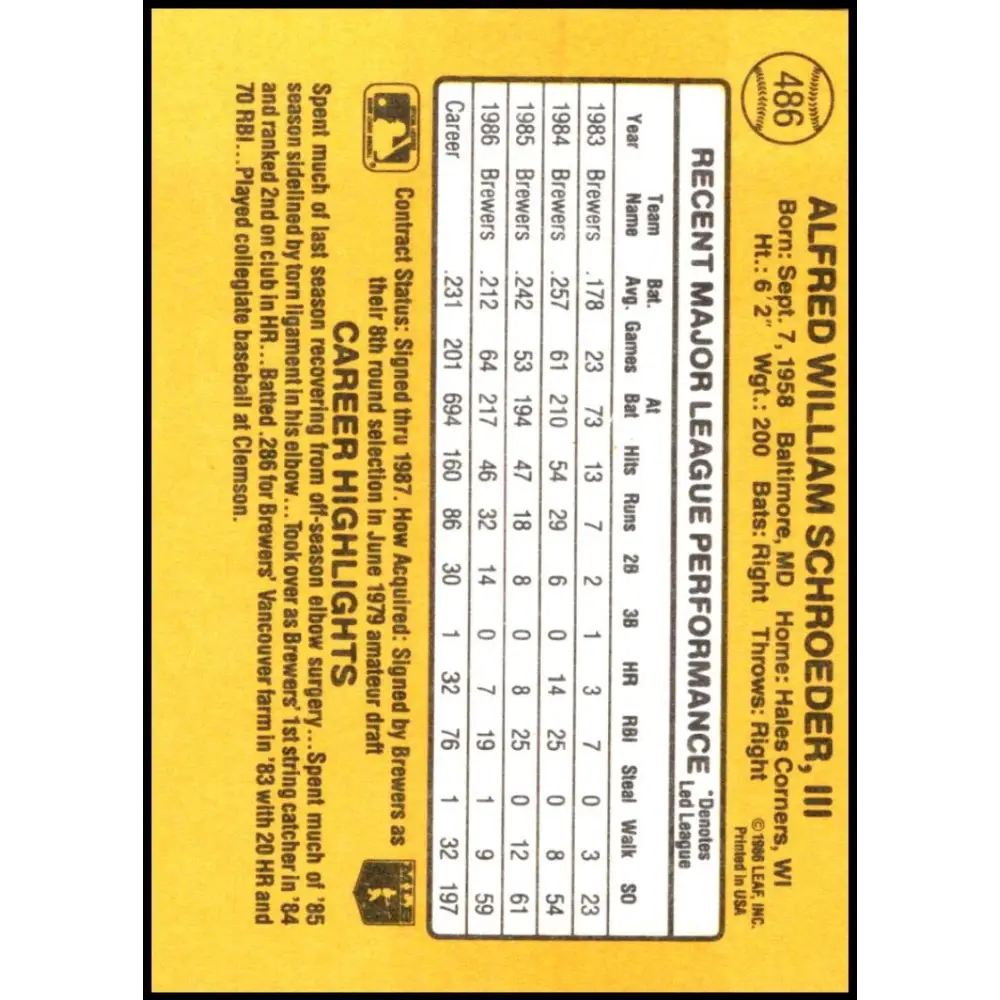 486
ALFRED WILLIAM SCHROEDER, III
Born: Sept. 7, 1958 Baltimore, MD Home: Hales Corners, WI
Ht.: 6'2" Wgt.: 200 Bats: Right Throws: Right
©1986 LEAF, INC.
Printed in USA
RECENT MAJOR LEAGUE PERFORMANCE
*Denotes
Led League
Year Team Name Bat. Avg. Games At Bat Hits Runs 2B 3B HR RBI Steal Walk SO
1983 Brewers .178 23 73 13 7 2 1 3 7 0 3 23
1984 Brewers .257 61 210 54 29 6 0 14 25 0 8 54
1985 Brewers .242 53 194 47 18 8 0 8 25 0 12 61
1986 Brewers .212 64 217 46 32 14 0 7 19 1 9 59
Career .231 201 694 160 86 30 1 32 76 1 32 197
Contract Status: Signed thru 1987. How Acquired: Signed by Brewers as
their 8th round selection in June 1979 amateur draft
MLB
CAREER HIGHLIGHTS
Spent much of last season recovering from off-season elbow surgery...Spent much of '85
season sidelined by torn ligament in his elbow...Took over as Brewers' 1st string catcher in '84
and ranked 2nd on club in HR...Batted .286 for Brewers' Vancouver farm in '83 with 20 HR and
70 RBI...Played collegiate baseball at Clemson.